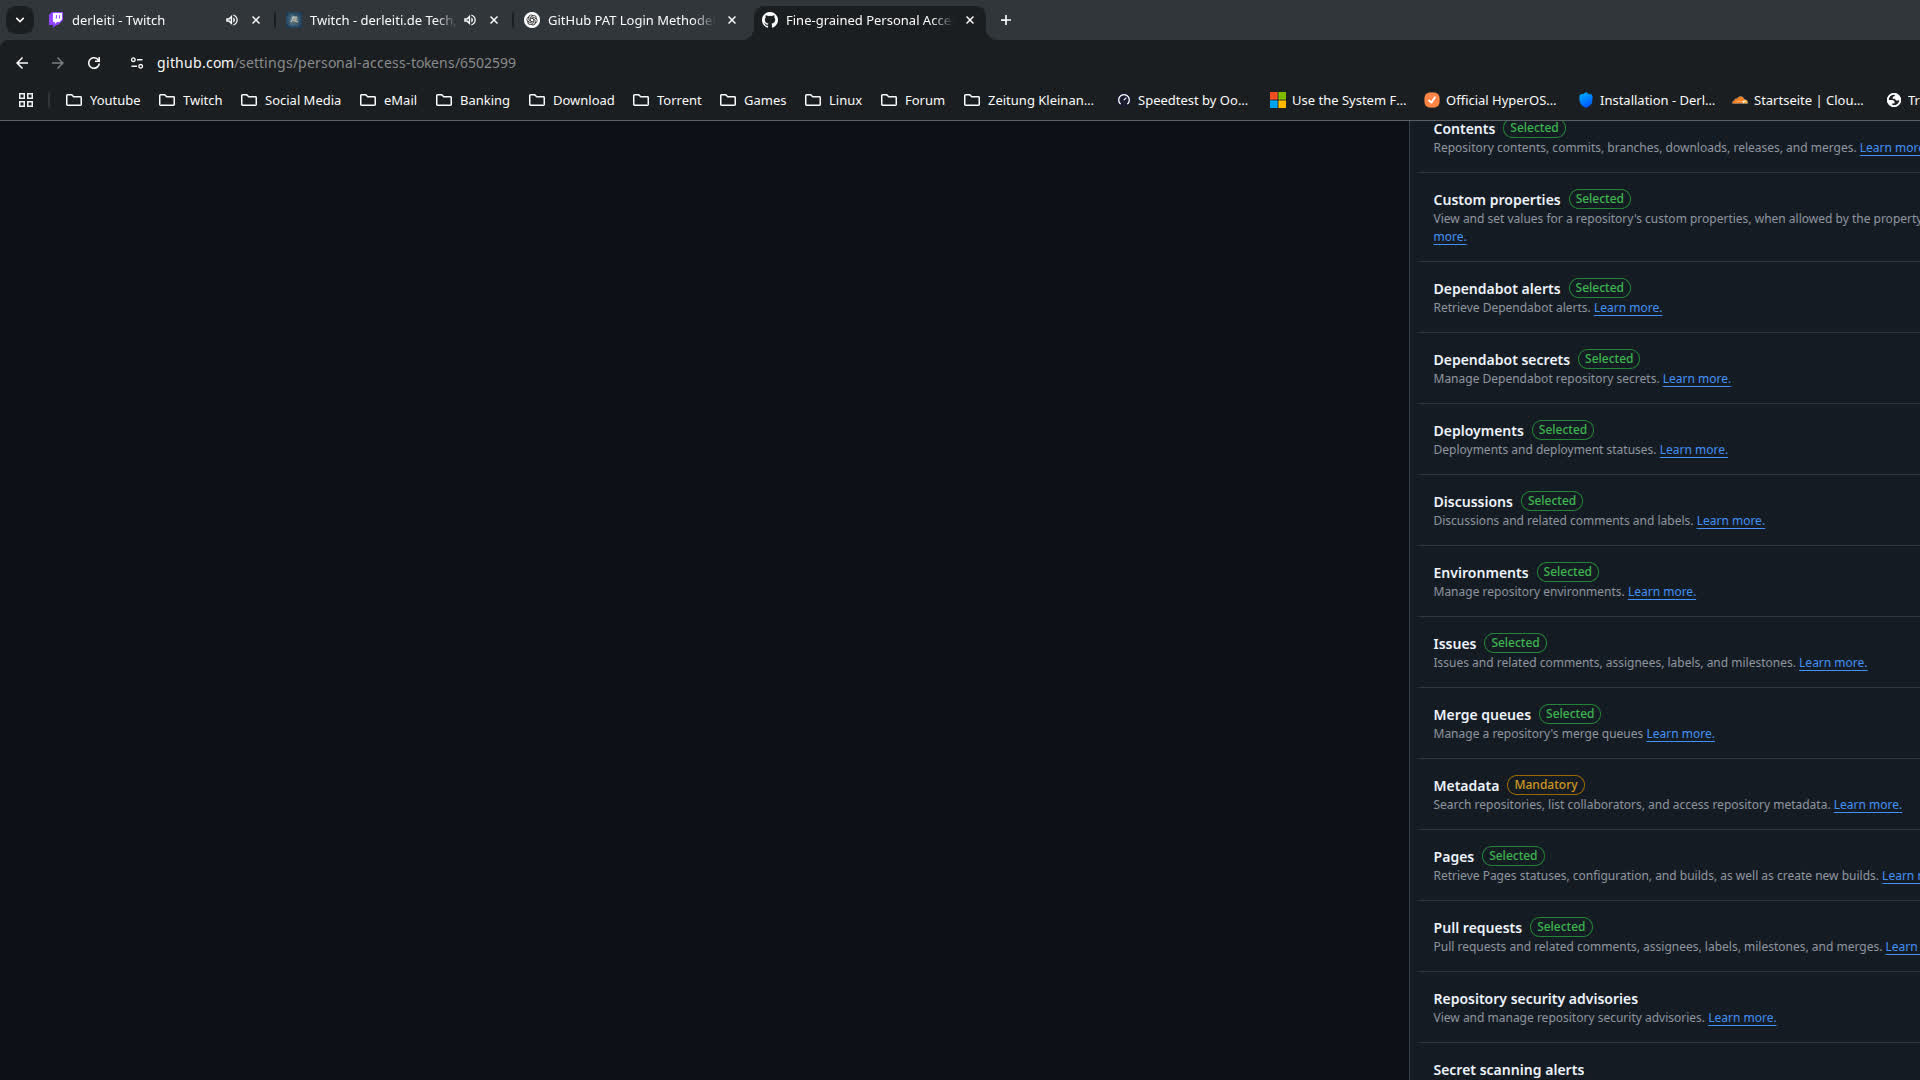 derleiti - Twitch
Twitch - derleiti.de Tech
GitHub PAT Login Methode
Fine-grained Personal Acce
github.com/settings/personal-access-tokens/6502599
Youtube Twitch Social Media eMail Banking Download Torrent Games Linux Forum Zeitung Kleinan... Speedtest by Oo... Use the System F... Official HyperOS... Installation - Derl... Startseite | Clou... Tr
Contents Selected
Repository contents, commits, branches, downloads, releases, and merges. Learn more
Custom properties Selected
View and set values for a repository's custom properties, when allowed by the property
more.
Dependabot alerts Selected
Retrieve Dependabot alerts. Learn more.
Dependabot secrets Selected
Manage Dependabot repository secrets. Learn more.
Deployments Selected
Deployments and deployment statuses. Learn more.
Discussions Selected
Discussions and related comments and labels. Learn more.
Environments Selected
Manage repository environments. Learn more.
Issues Selected
Issues and related comments, assignees, labels, and milestones. Learn more.
Merge queues Selected
Manage a repository's merge queues Learn more.
Metadata Mandatory
Search repositories, list collaborators, and access repository metadata. Learn more.
Pages Selected
Retrieve Pages statuses, configuration, and builds, as well as create new builds. Learn
Pull requests Selected
Pull requests and related comments, assignees, labels, milestones, and merges. Learn
Repository security advisories
View and manage repository security advisories. Learn more.
Secret scanning alerts